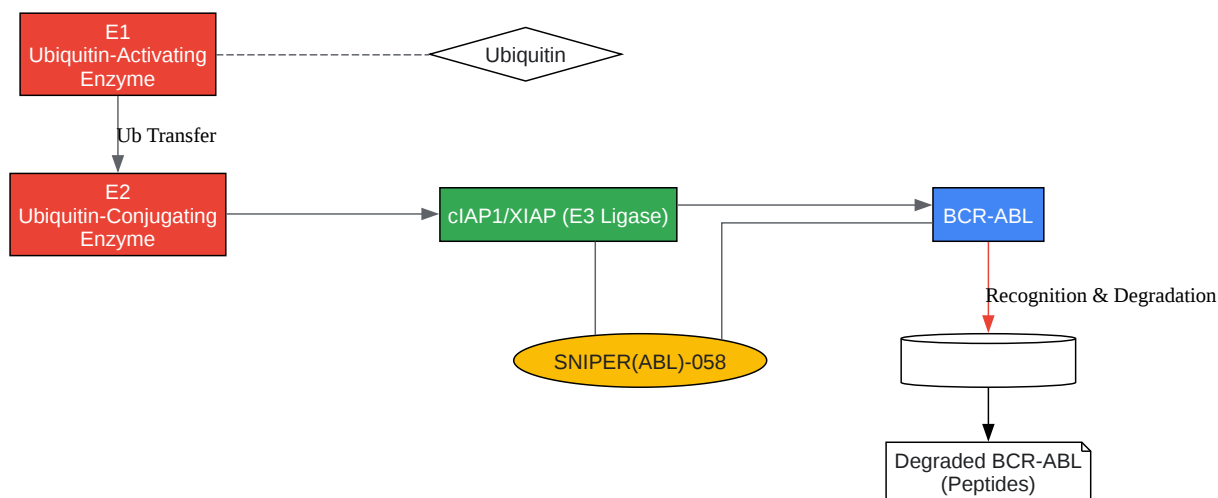 E1
Ubiquitin-Activating
Enzyme
Ubiquitin
Ub Transfer
E2
Ubiquitin-Conjugating
Enzyme
cIAP1/XIAP (E3 Ligase)
BCR-ABL
Recognition & Degradation
SNIPER(ABL)-058
Degraded BCR-ABL
(Peptides)